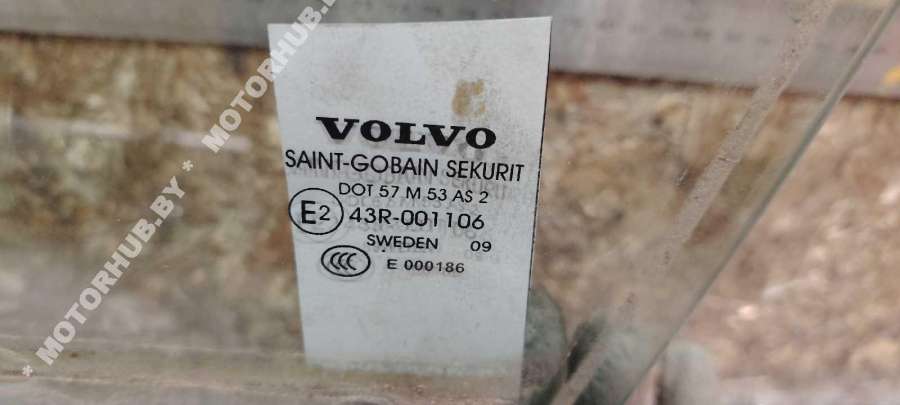 VOLVO
SAINT-GOBAIN SEKURIT
DOT 57 M 53 AS 2
E2 43R-001106
SWEDEN 09
CCC E 000186
* MOTORHUB.BY * MOTORHUB.BY